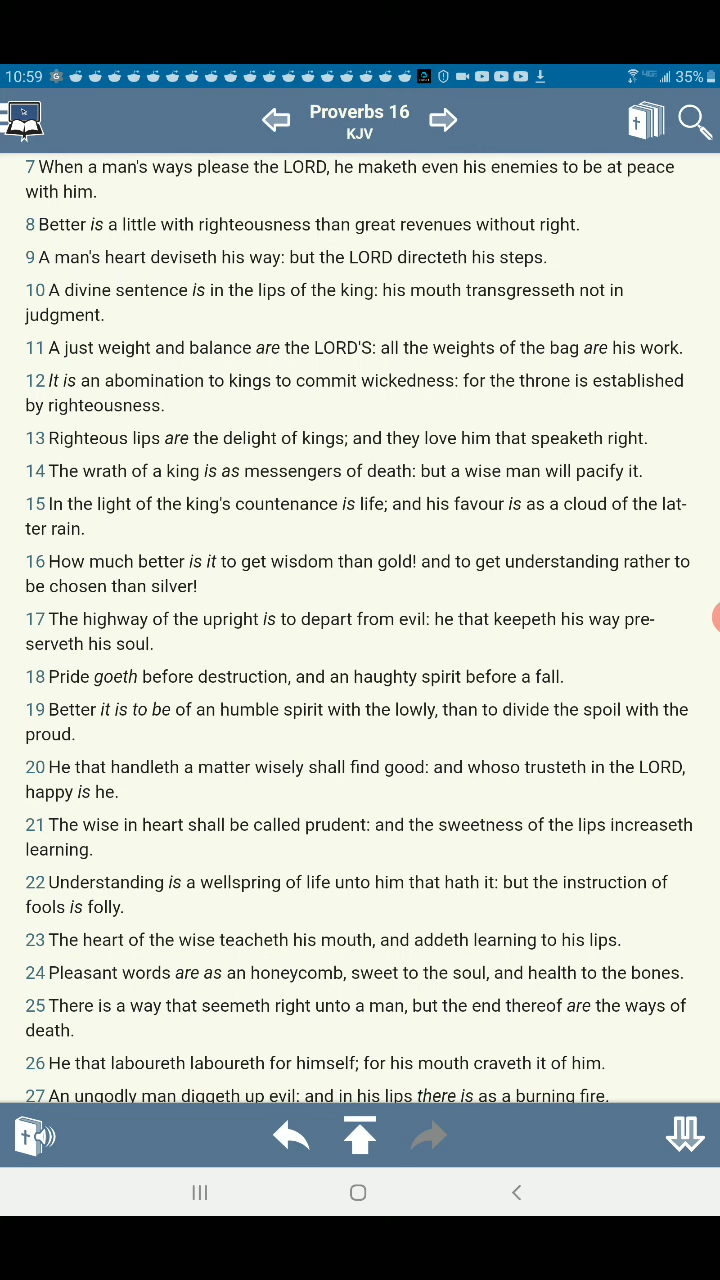 10:59
35%
Proverbs 16
KJV
7 When a man's ways please the LORD, he maketh even his enemies to be at peace
with him.
8 Better is a little with righteousness than great revenues without right.
9 A man's heart deviseth his way: but the LORD directeth his steps.
10 A divine sentence is in the lips of the king: his mouth transgresseth not in
judgment.
11 A just weight and balance are the LORD'S: all the weights of the bag are his work.
12 It is an abomination to kings to commit wickedness: for the throne is established
by righteousness.
13 Righteous lips are the delight of kings; and they love him that speaketh right.
14 The wrath of a king is as messengers of death: but a wise man will pacify it.
15 In the light of the king's countenance is life; and his favour is as a cloud of the lat-
ter rain.
16 How much better is it to get wisdom than gold! and to get understanding rather to
be chosen than silver!
17 The highway of the upright is to depart from evil: he that keepeth his way pre-
serveth his soul.
18 Pride goeth before destruction, and an haughty spirit before a fall.
19 Better it is to be of an humble spirit with the lowly, than to divide the spoil with the
proud.
20 He that handleth a matter wisely shall find good: and whoso trusteth in the LORD,
happy is he.
21 The wise in heart shall be called prudent: and the sweetness of the lips increaseth
learning.
22 Understanding is a wellspring of life unto him that hath it: but the instruction of
fools is folly.
23 The heart of the wise teacheth his mouth, and addeth learning to his lips.
24 Pleasant words are as an honeycomb, sweet to the soul, and health to the bones.
25 There is a way that seemeth right unto a man, but the end thereof are the ways of
death.
26 He that laboureth laboureth for himself; for his mouth craveth it of him.
27 An ungodly man diggeth up evil: and in his lips there is as a burning fire.